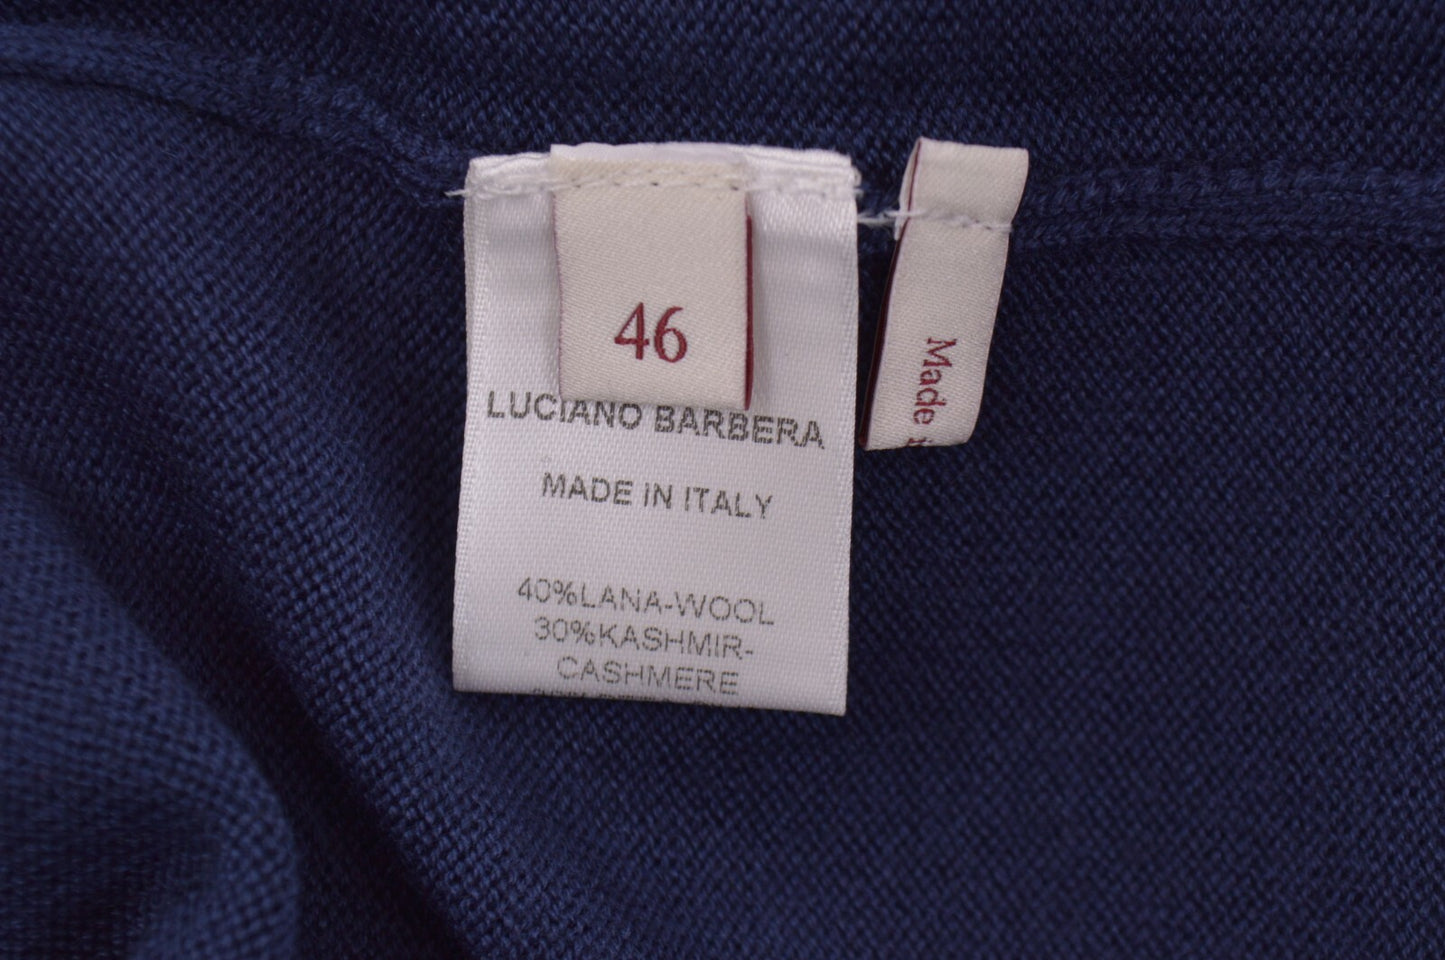 46
LUCIANO BARBERA
MADE IN ITALY
40%LANA-WOOL
30%KASHMIR-
CASHMERE
Made